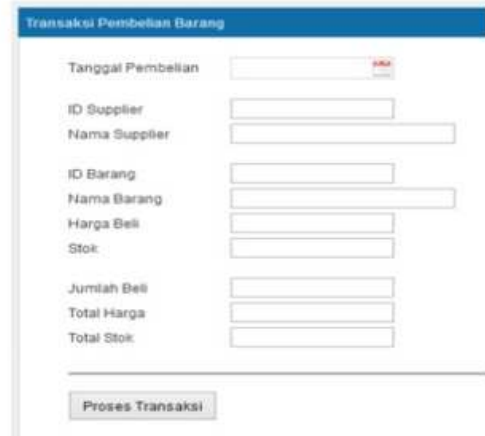 Transaksi Pembelian Barang
Tanggal Pembelian
ID Supplier
Nama Supplier
ID Barang
Nama Barang
Harga Beli
Stok
Jumlah Beli
Total Harga
Total Stok
Proses Transaksi